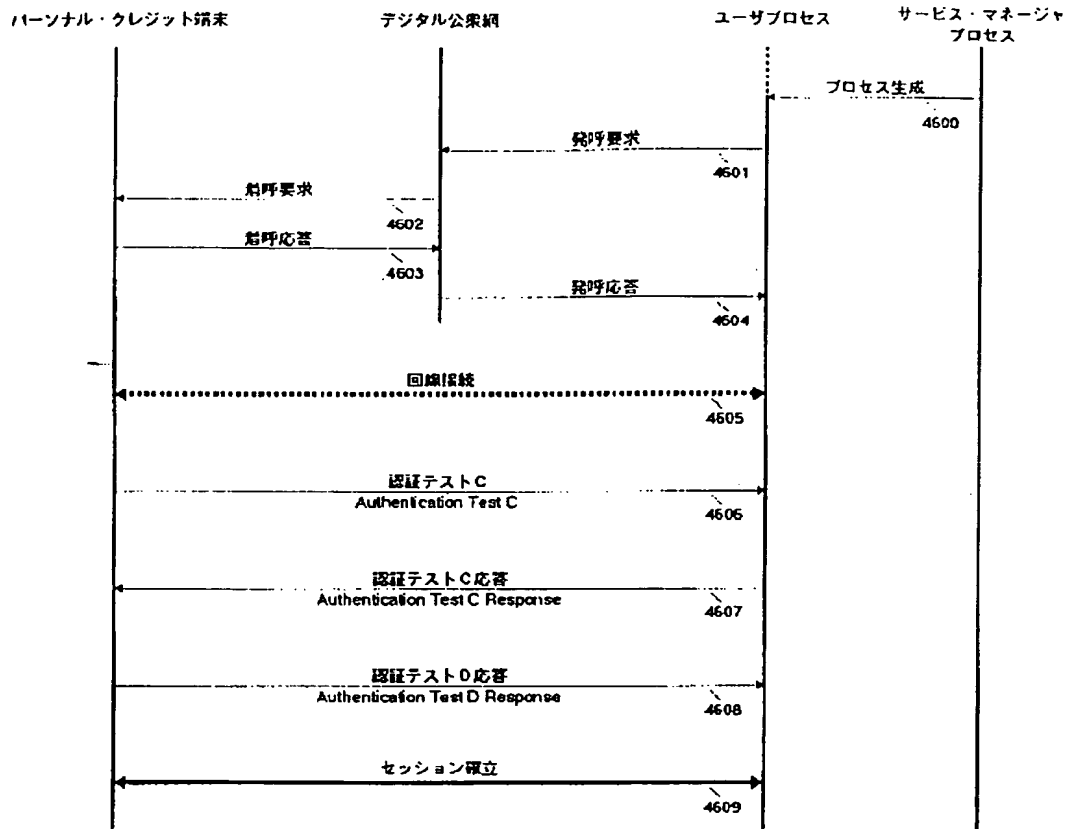 パーソナル・クレジット端末
デジタル公衆網
ユーザプロセス
サービス・マネージャ
プロセス
プロセス生成
4600
発呼要求
4601
着呼要求
4602
着呼応答
4603
発呼応答
4604
回線接続
4605
認証テストC
Authentication Test C
4606
認証テストC応答
Authentication Test C Response
4607
認証テストD応答
Authentication Test D Response
4608
セッション確立
4609